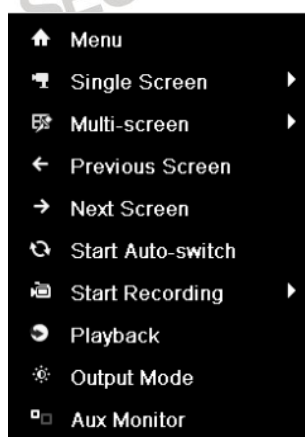 Menu
Single Screen
Multi-screen
Previous Screen
Next Screen
Start Auto-switch
Start Recording
Playback
Output Mode
Aux Monitor